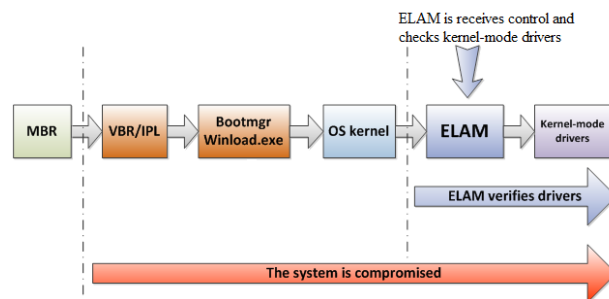 ELAM is receives control and
checks kernel-mode drivers
MBR
VBR/IPL
Bootmgr
Winload.exe
OS kernel
ELAM
Kernel-mode
drivers
ELAM verifies drivers
The system is compromised